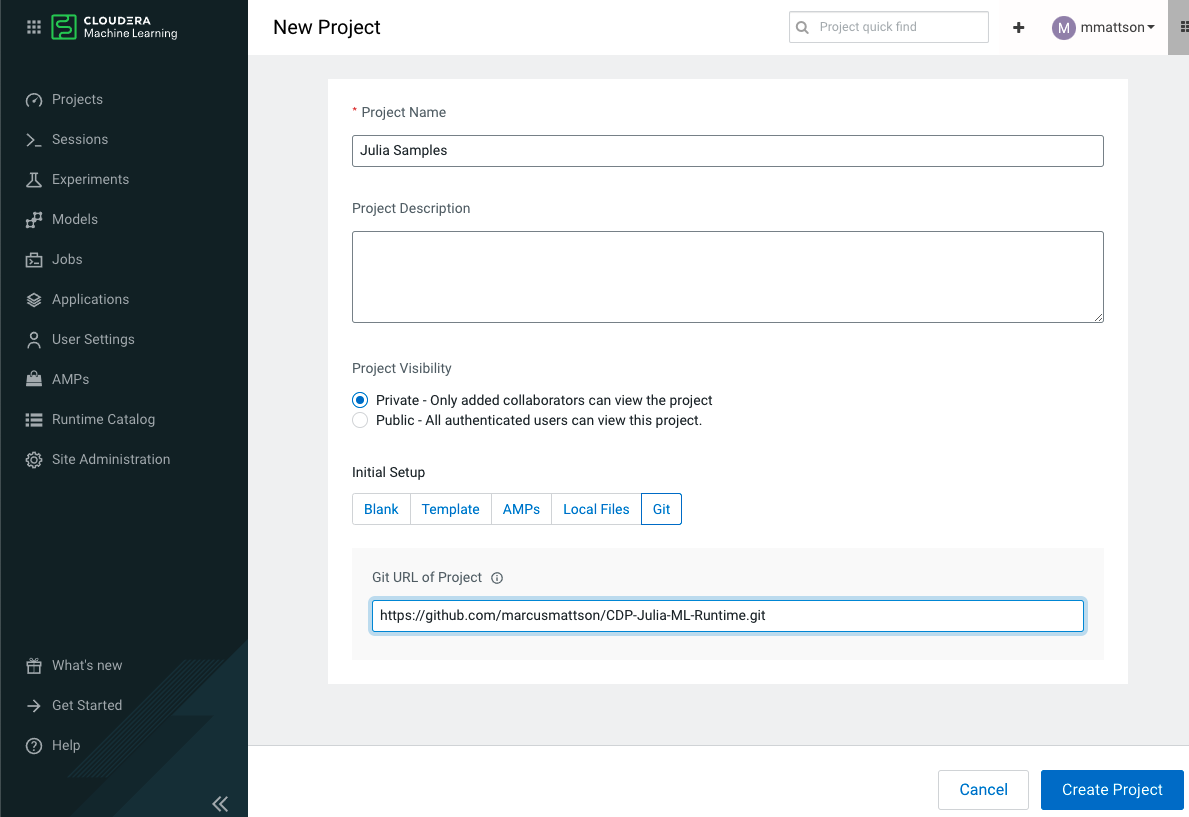 CLOUDERA
Machine Learning
New Project
Project quick find
M mmattson
Projects
Sessions
Experiments
Models
Jobs
Applications
User Settings
AMPs
Runtime Catalog
Site Administration
What's new
Get Started
Help
* Project Name
Julia Samples
Project Description
Project Visibility
Private - Only added collaborators can view the project
Public - All authenticated users can view this project.
Initial Setup
Blank Template AMPs Local Files Git
Git URL of Project
https://github.com/marcusmattson/CDP-Julia-ML-Runtime.git
Cancel Create Project